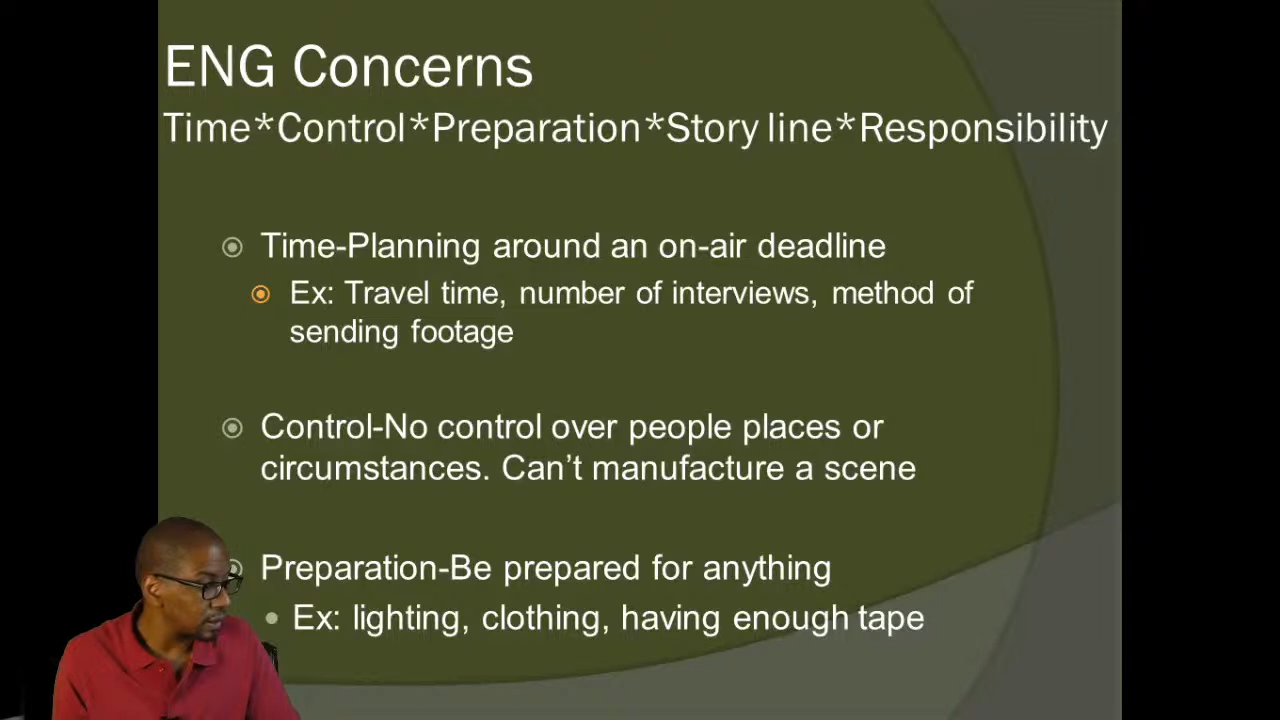 ENG Concerns
Time*Control*Preparation*Story line*Responsibility
Time-Planning around an on-air deadline
Ex: Travel time, number of interviews, method of
sending footage
Control-No control over people places or
circumstances. Can't manufacture a scene
Preparation-Be prepared for anything
Ex: lighting, clothing, having enough tape